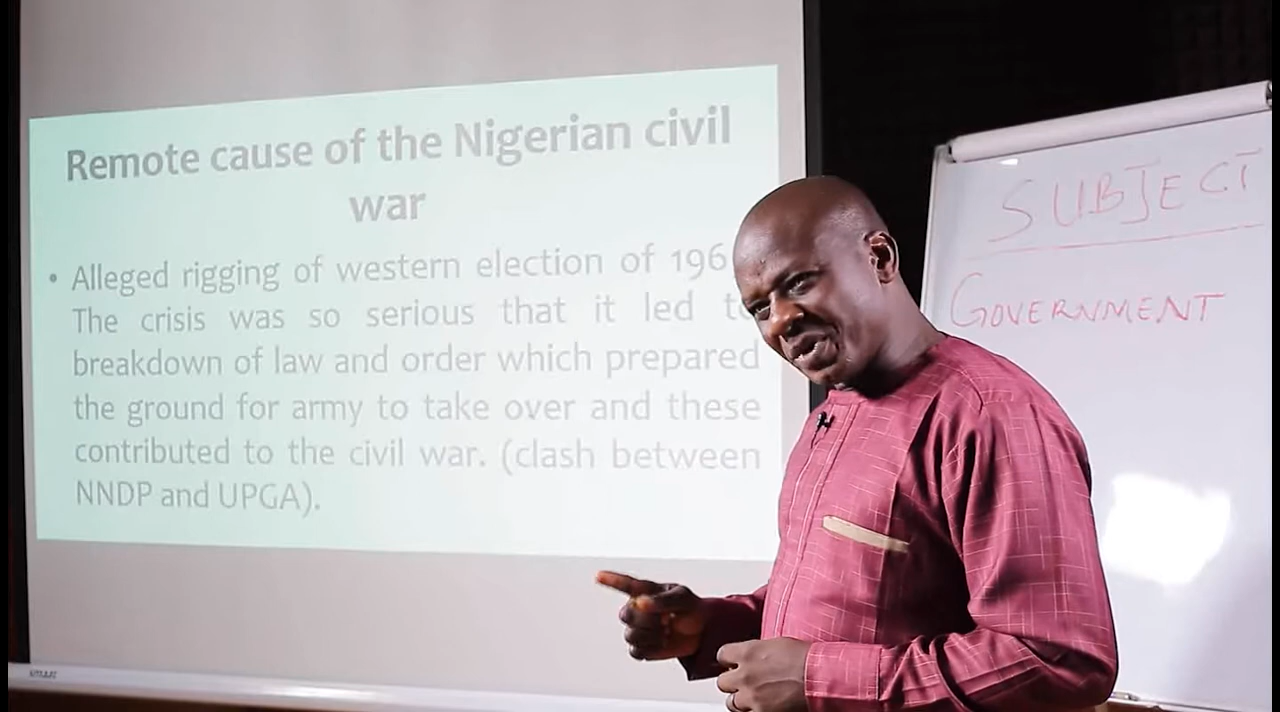 Remote cause of the Nigerian civil
war
• Alleged rigging of western election of 196
The crisis was so serious that it led to
breakdown of law and order which prepared
the ground for army to take over and these
contributed to the civil war. (clash between
NNDP and UPGA).
SUBJECT
GOVERNMENT